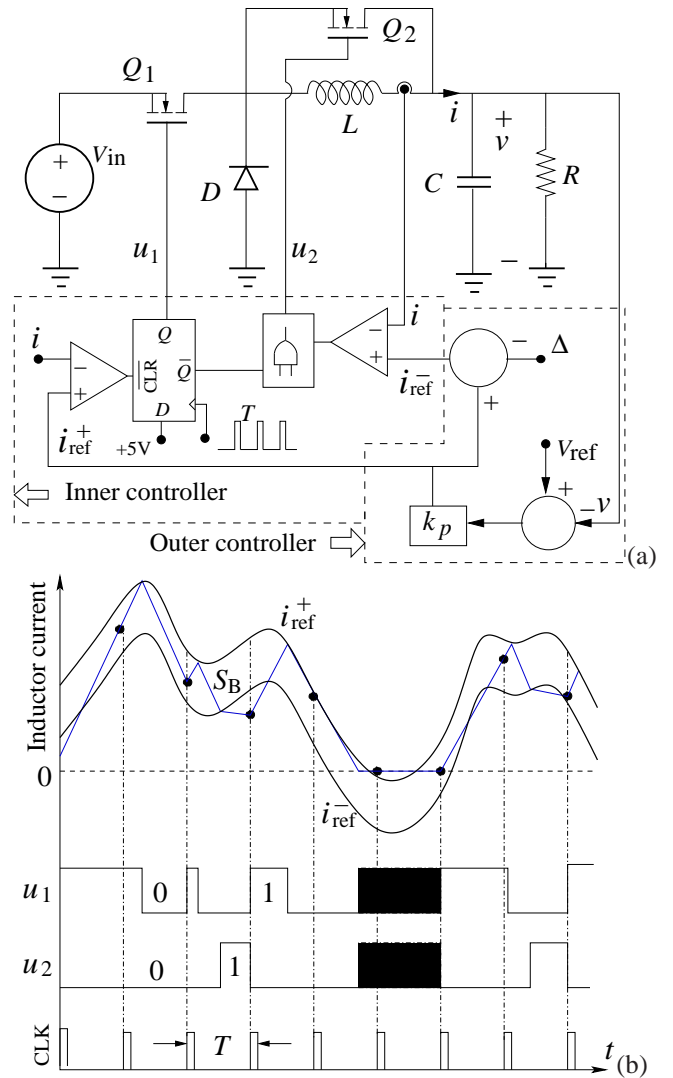 Q2
Q1
i
L
+
v
Vin
+
−
D
C
R
u1
u2
−
i
Q
i
−
+
CLR
Q̄
−
+
i−ref
−
Δ
+
D
T
i+ref
+5V
Vref
+
−v
Inner controller
kp
Outer controller
(a)
Inductor current
i+ref
SB
0
i−ref
u1
0
1
u2
0
1
CLK
T
t
(b)